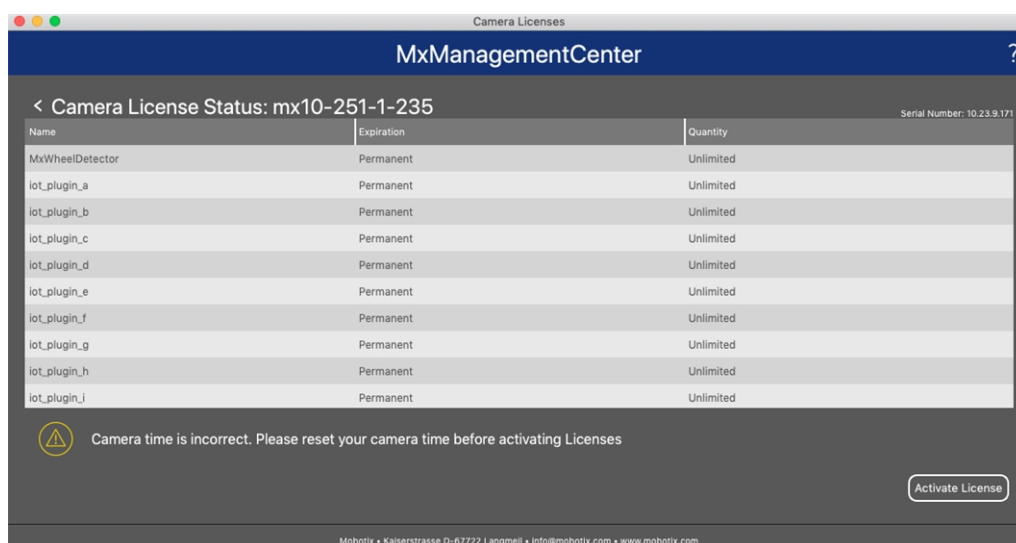 Camera Licenses
MxManagementCenter ?
< Camera License Status: mx10-251-1-235
Serial Number: 10.23.9.171
Name Expiration Quantity
MxWheelDetector Permanent Unlimited
iot_plugin_a Permanent Unlimited
iot_plugin_b Permanent Unlimited
iot_plugin_c Permanent Unlimited
iot_plugin_d Permanent Unlimited
iot_plugin_e Permanent Unlimited
iot_plugin_f Permanent Unlimited
iot_plugin_g Permanent Unlimited
iot_plugin_h Permanent Unlimited
iot_plugin_i Permanent Unlimited
Camera time is incorrect. Please reset your camera time before activating Licenses
Activate License
Mobotix • Kaiserstrasse D-67722 Langmeil • info@mobotix.com • www.mobotix.com